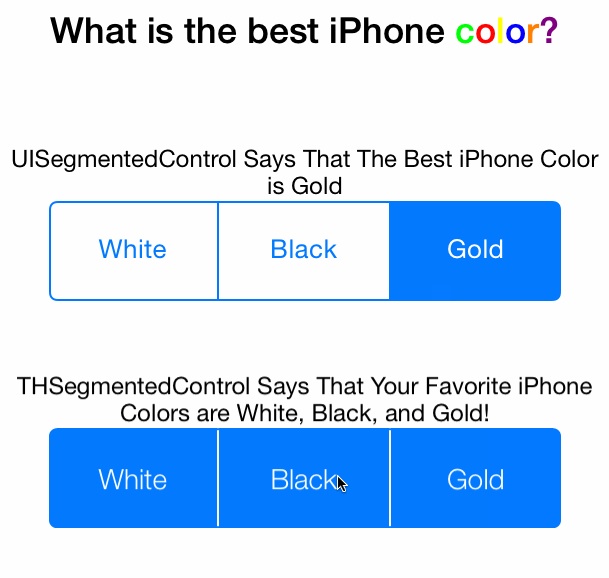 What is the best iPhone color?
UISegmentedControl Says That The Best iPhone Color
is Gold
White Black Gold
THSegmentedControl Says That Your Favorite iPhone
Colors are White, Black, and Gold!
White Black Gold